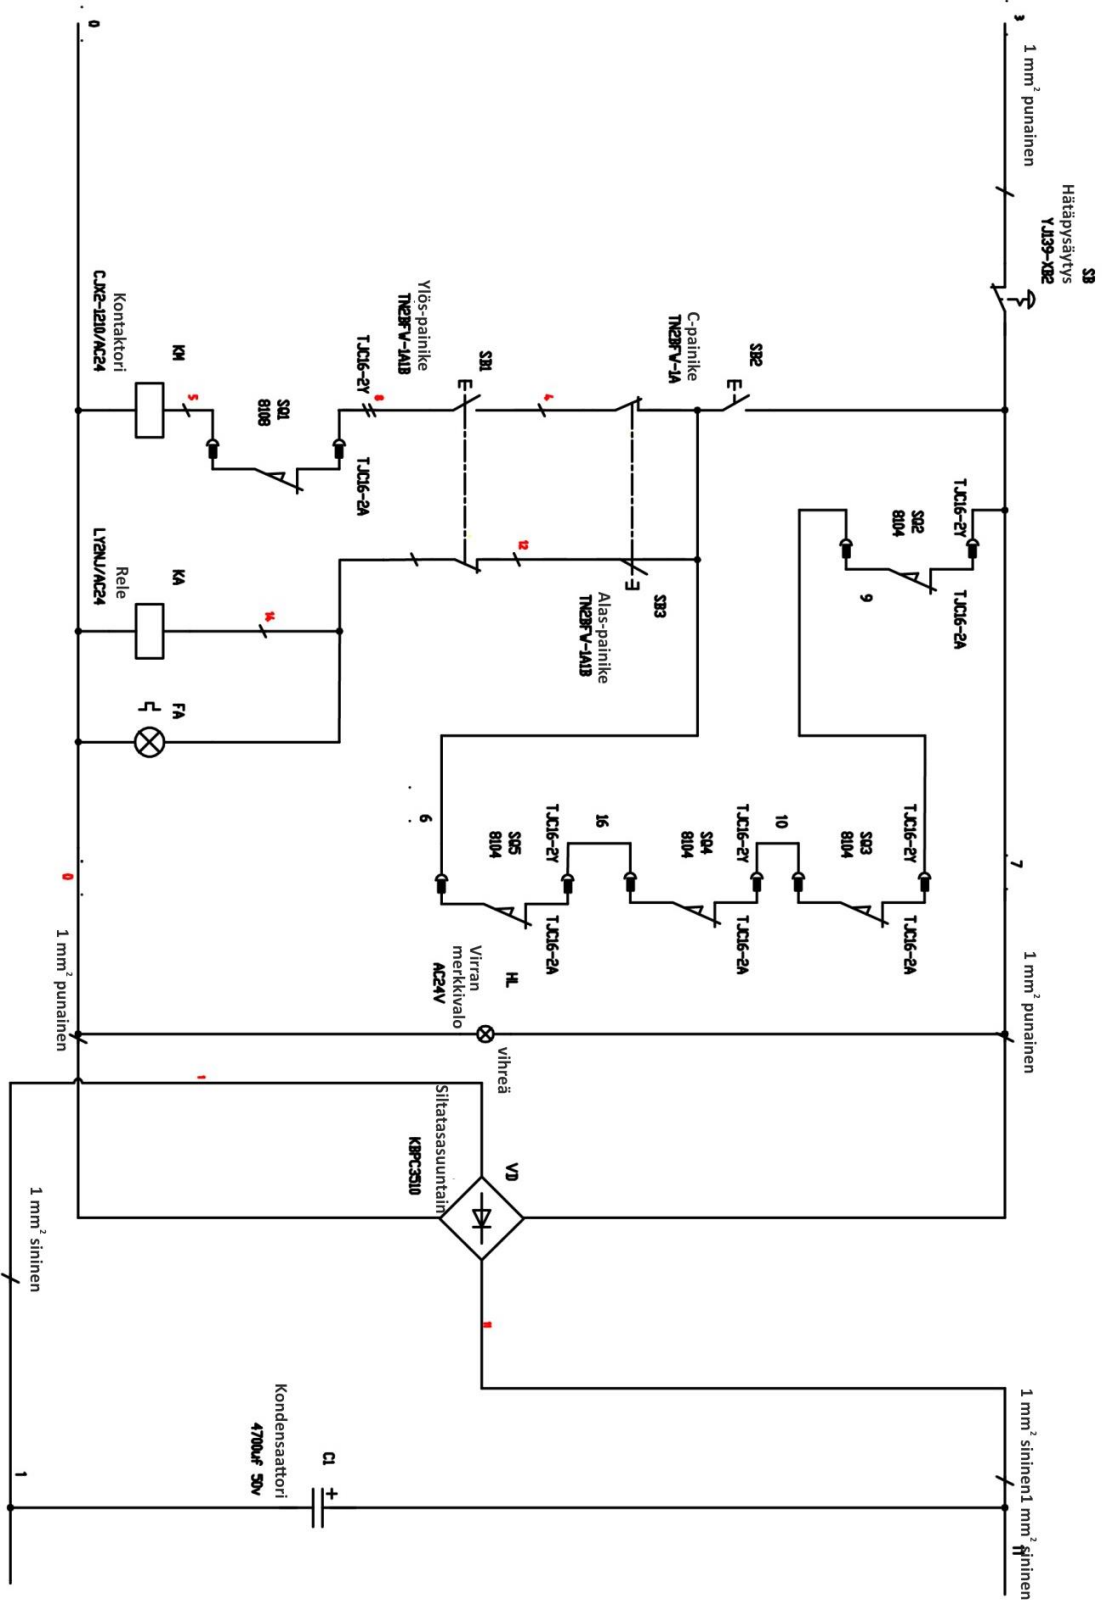 3
1 mm² punainen
SB
Hätäpysäytys
YJ139-XB2
SB2
C-painike
TN2BFV-1A
4
SB1
Ylös-painike
TN2BFV-1A1B
8
TJC16-2Y
TJC16-2A
SQ1
8108
5
KM
Kontaktori
CJX2-1210/AC24
0
TJC16-2Y
TJC16-2A
SQ2
8104
9
SB3
Alas-painike
TN2BFV-1A1B
12
14
KA
Rele
LY2NJ/AC24
FA
7
TJC16-2Y
TJC16-2A
SQ3
8104
10
TJC16-2Y
TJC16-2A
SQ4
8104
16
TJC16-2Y
TJC16-2A
SQ5
8104
6
0
1 mm² punainen
HL
Virran
merkkivalo
AC24V
vihreä
1 mm² punainen
1
VD
Siltatasasuuntain
KBPC3510
11
1 mm² sininen
1 mm² sininen
1 mm² sininen
11
C1
+
Kondensaattori
4700uf 50v
1